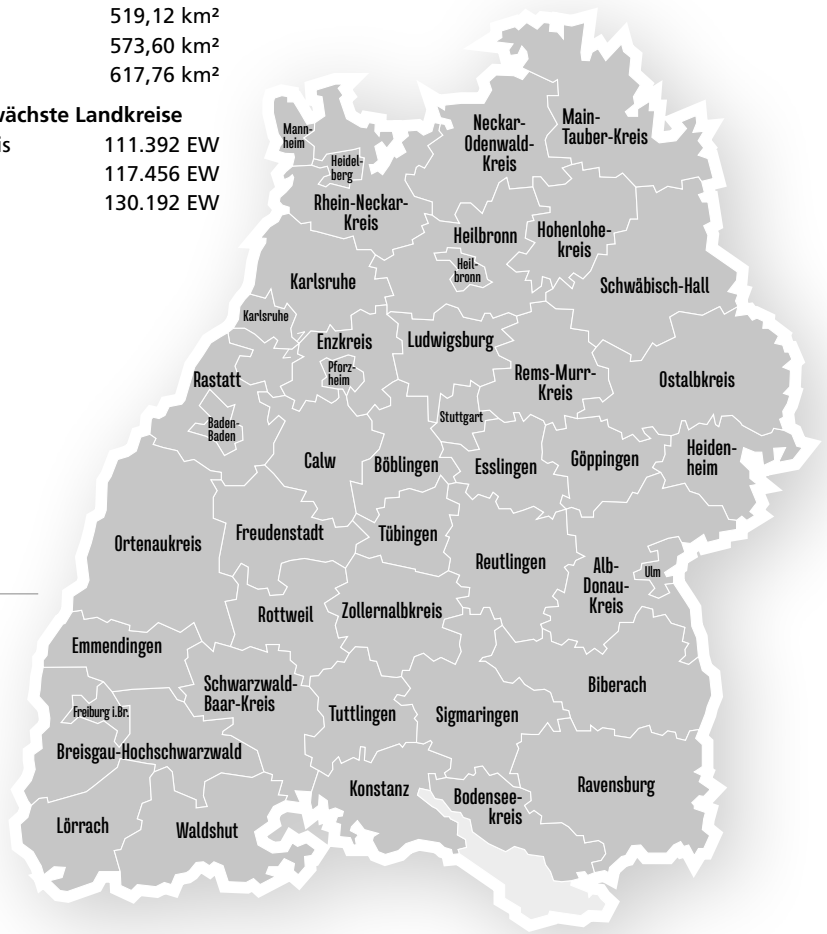 519,12 km²
573,60 km²
617,76 km²
wächste Landkreise
is 111.392 EW
117.456 EW
130.192 EW
Mann-
heim
Heidel-
berg
Rhein-Neckar-
Kreis
Neckar-
Odenwald-
Kreis
Main-
Tauber-Kreis
Heilbronn
Heil-
bronn
Hohenlohe-
kreis
Schwäbisch-Hall
Karlsruhe
Karlsruhe
Enzkreis
Pforz-
heim
Ludwigsburg
Rems-Murr-
Kreis
Ostalbkreis
Rastatt
Baden-
Baden
Calw
Böblingen
Stuttgart
Esslingen
Göppingen
Heiden-
heim
Ortenaukreis
Freudenstadt
Tübingen
Reutlingen
Alb-
Donau-
Kreis
Ulm
Rottweil
Zollernalbkreis
Emmendingen
Schwarzwald-
Baar-Kreis
Tuttlingen
Sigmaringen
Biberach
Freiburg i.Br.
Breisgau-Hochschwarzwald
Konstanz
Bodensee-
kreis
Ravensburg
Lörrach
Waldshut